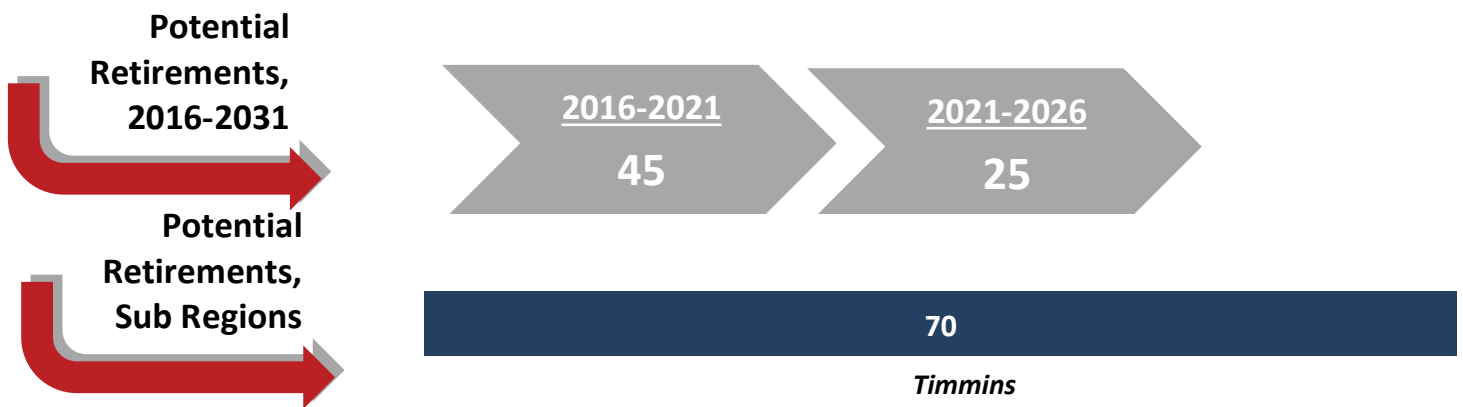 Potential
Retirements,
2016-2031
2016-2021
45
2021-2026
25
Potential
Retirements,
Sub Regions
70
Timmins